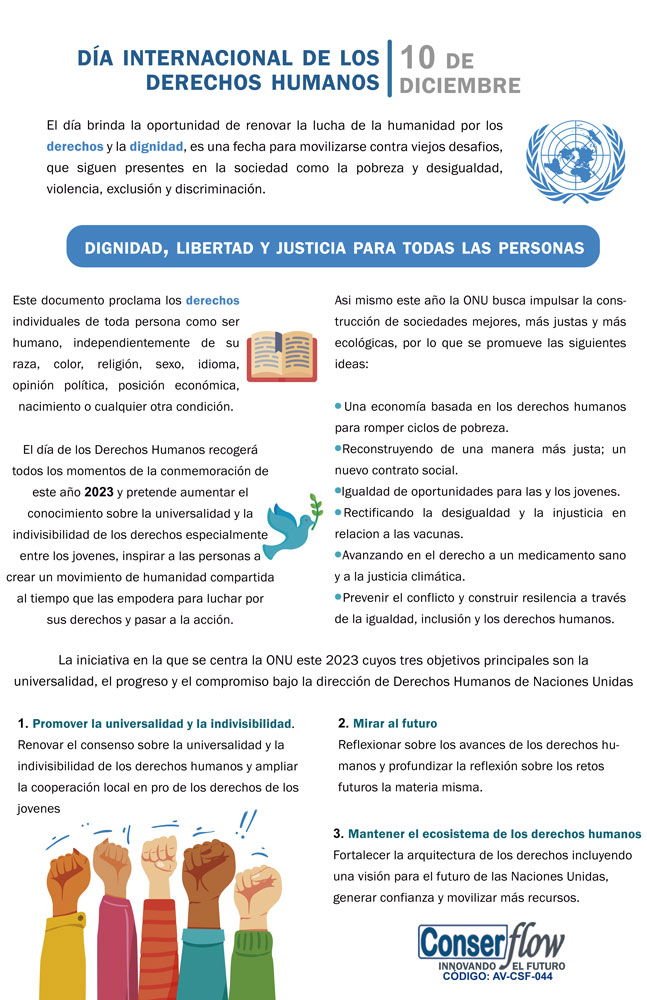 DÍA INTERNACIONAL DE LOS
DERECHOS HUMANOS
10 DE
DICIEMBRE
El día brinda la oportunidad de renovar la lucha de la humanidad por los
derechos y la dignidad, es una fecha para movilizarse contra viejos desafios,
que siguen presentes en la sociedad como la pobreza y desigualdad,
violencia, exclusión y discriminación.
DIGNIDAD, LIBERTAD Y JUSTICIA PARA TODAS LAS PERSONAS
Este documento proclama los derechos
individuales de toda persona como ser
humano, independientemente de su
raza, color, religión, sexo, idioma,
opinión política, posición económica,
nacimiento o cualquier otra condición.
El día de los Derechos Humanos recogerá
todos los momentos de la conmemoración de
este año 2023 y pretende aumentar el
conocimiento sobre la universalidad y la
indivisibilidad de los derechos especialmente
entre los jovenes, inspirar a las personas a
crear un movimiento de humanidad compartida
al tiempo que las empodera para luchar por
sus derechos y pasar a la acción.
Asi mismo este año la ONU busca impulsar la cons-
trucción de sociedades mejores, más justas y más
ecológicas, por lo que se promueve las siguientes
ideas:
• Una economía basada en los derechos humanos
para romper ciclos de pobreza.
•Reconstruyendo de una manera más justa; un
nuevo contrato social.
•Igualdad de oportunidades para las y los jovenes.
• Rectificando la desigualdad y la injusticia en
relacion a las vacunas.
•Avanzando en el derecho a un medicamento sano
y a la justicia climática.
•Prevenir el conflicto y construir resilencia a través
de la igualdad, inclusión y los derechos humanos.
La iniciativa en la que se centra la ONU este 2023 cuyos tres objetivos principales son la
universalidad, el progreso y el compromiso bajo la dirección de Derechos Humanos de Naciones Unidas
1. Promover la universalidad y la indivisibilidad.
Renovar el consenso sobre la universalidad y la
indivisibilidad de los derechos humanos y ampliar
la cooperación local en pro de los derechos de los
jovenes
2. Mirar al futuro
Reflexionar sobre los avances de los derechos hu-
manos y profundizar la reflexión sobre los retos
futuros la materia misma.
3. Mantener el ecosistema de los derechos humanos
Fortalecer la arquitectura de los derechos incluyendo
una visión para el futuro de las Naciones Unidas,
generar confianza y movilizar más recursos.
Conserflow
INNOVANDO EL FUTURO
CÓDIGO: AV-CSF-044